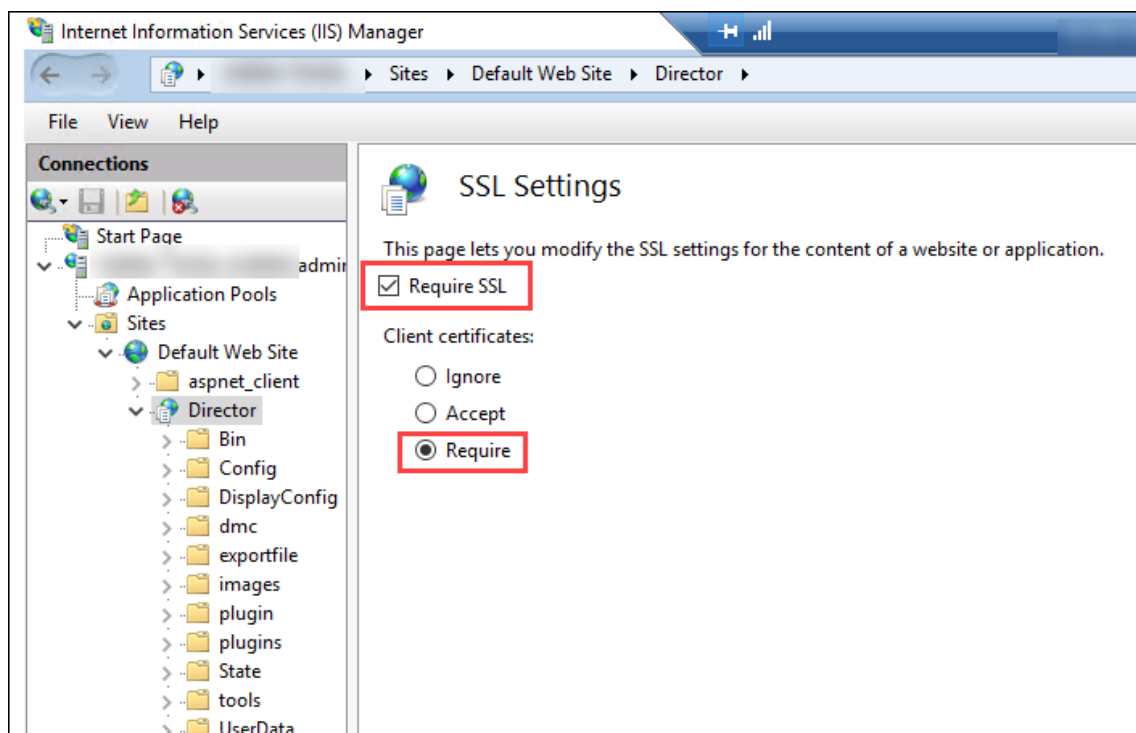 Internet Information Services (IIS) Manager
Sites Default Web Site Director
File View Help
Connections
SSL Settings
Start Page
This page lets you modify the SSL settings for the content of a website or application.
admin
Require SSL
Application Pools
Sites
Client certificates:
Default Web Site
Ignore
aspnet_client
Accept
Director
Bin
Require
Config
DisplayConfig
dmc
exportfile
images
plugin
plugins
State
tools
UserData